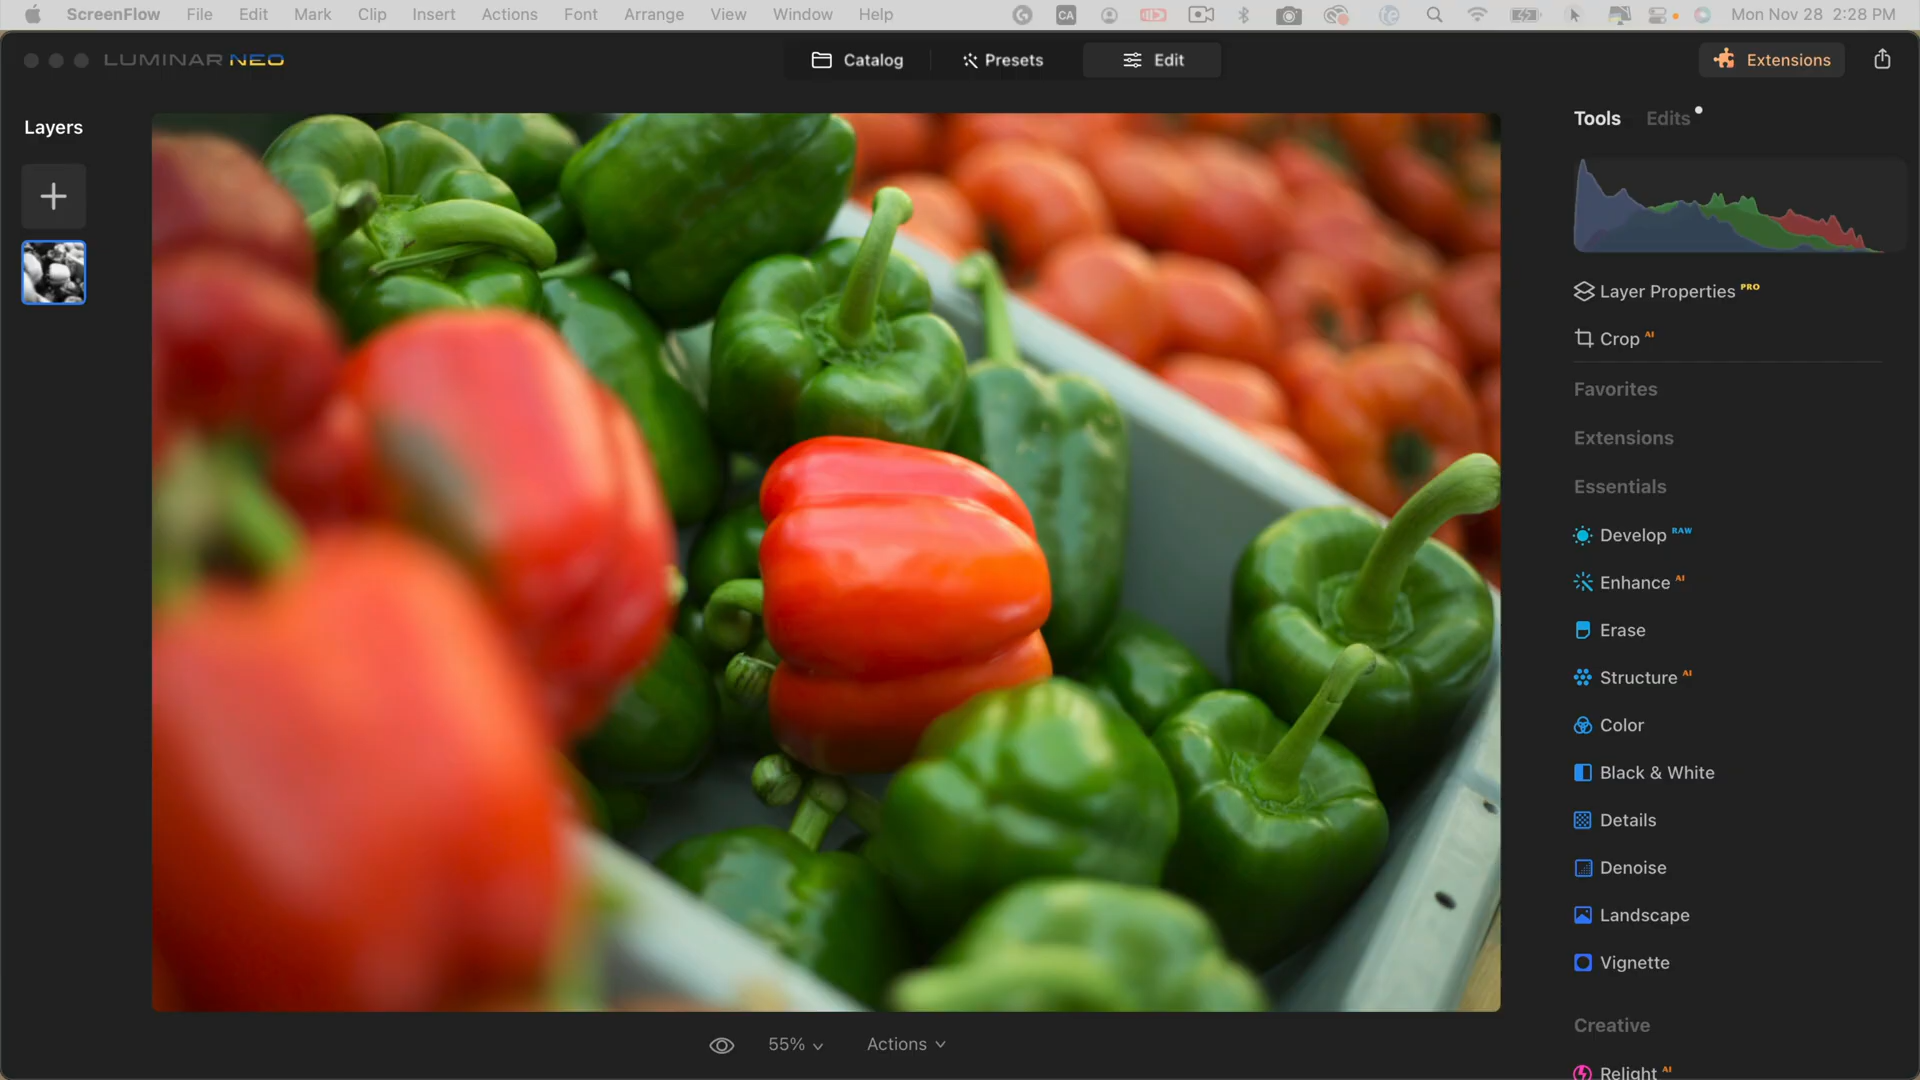 ScreenFlow File Edit Mark Clip Insert Actions Font Arrange View Window Help CA Mon Nov 28 2:28 PM
LUMINAR NEO Catalog Presets Edit Extensions
Layers
Tools Edits
Layer Properties PRO
Crop AI
Favorites
Extensions
Essentials
Develop RAW
Enhance AI
Erase
Structure AI
Color
Black & White
Details
Denoise
Landscape
Vignette
Creative
Relight AI
55% Actions